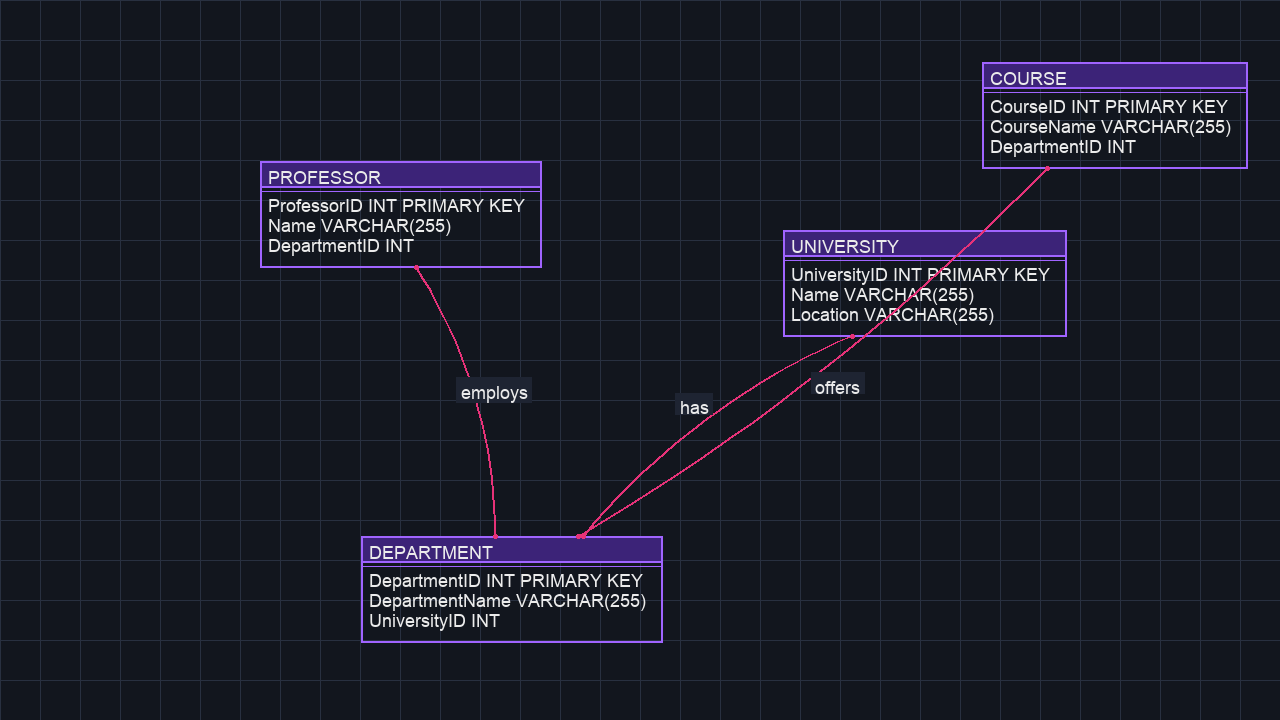 COURSE
CourseID INT PRIMARY KEY
CourseName VARCHAR(255)
DepartmentID INT
PROFESSOR
ProfessorID INT PRIMARY KEY
Name VARCHAR(255)
DepartmentID INT
UNIVERSITY
UniversityID INT PRIMARY KEY
Name VARCHAR(255)
Location VARCHAR(255)
employs
has
offers
DEPARTMENT
DepartmentID INT PRIMARY KEY
DepartmentName VARCHAR(255)
UniversityID INT